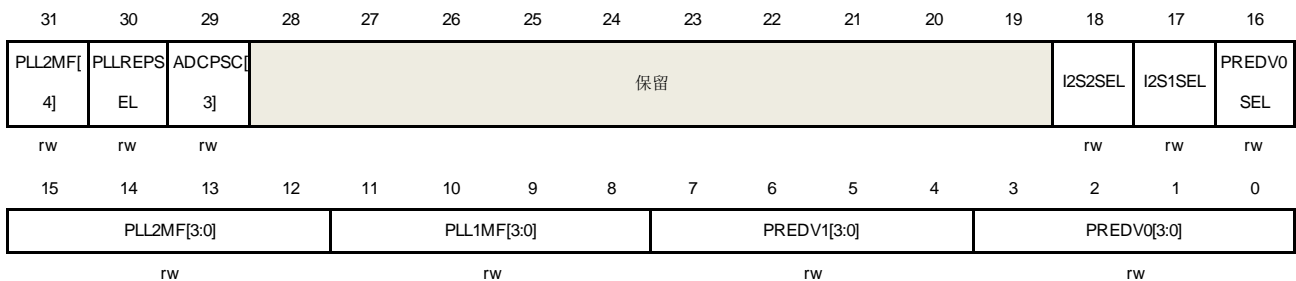 31 30 29 28 27 26 25 24 23 22 21 20 19 18 17 16
PLL2MF[ PLLREPS ADCPSC[ 保留 I2S2SEL I2S1SEL PREDV0
4] EL 3] SEL
rw rw rw rw rw rw
15 14 13 12 11 10 9 8 7 6 5 4 3 2 1 0
PLL2MF[3:0] PLL1MF[3:0] PREDV1[3:0] PREDV0[3:0]
rw rw rw rw